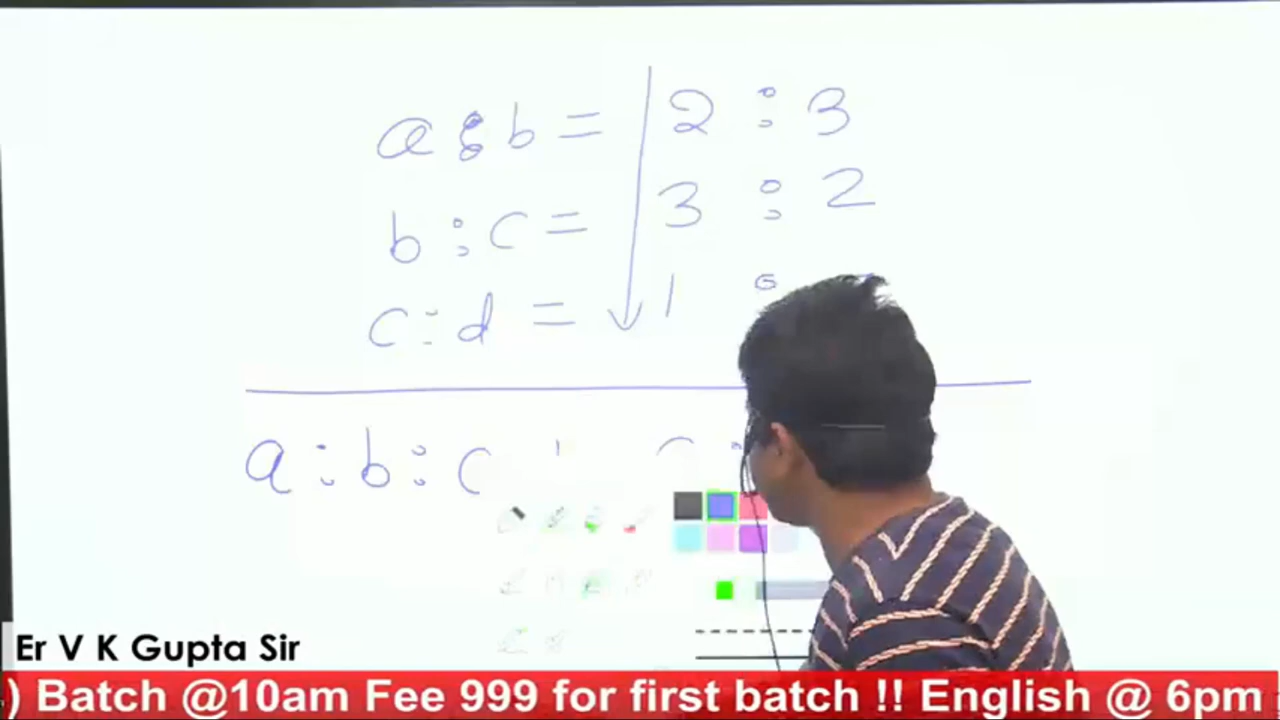 a : b = 2 : 3
b : c = 3 : 2
c : d = 1 :
a : b : c
Er V K Gupta Sir
) Batch @10am Fee 999 for first batch !! English @ 6pm